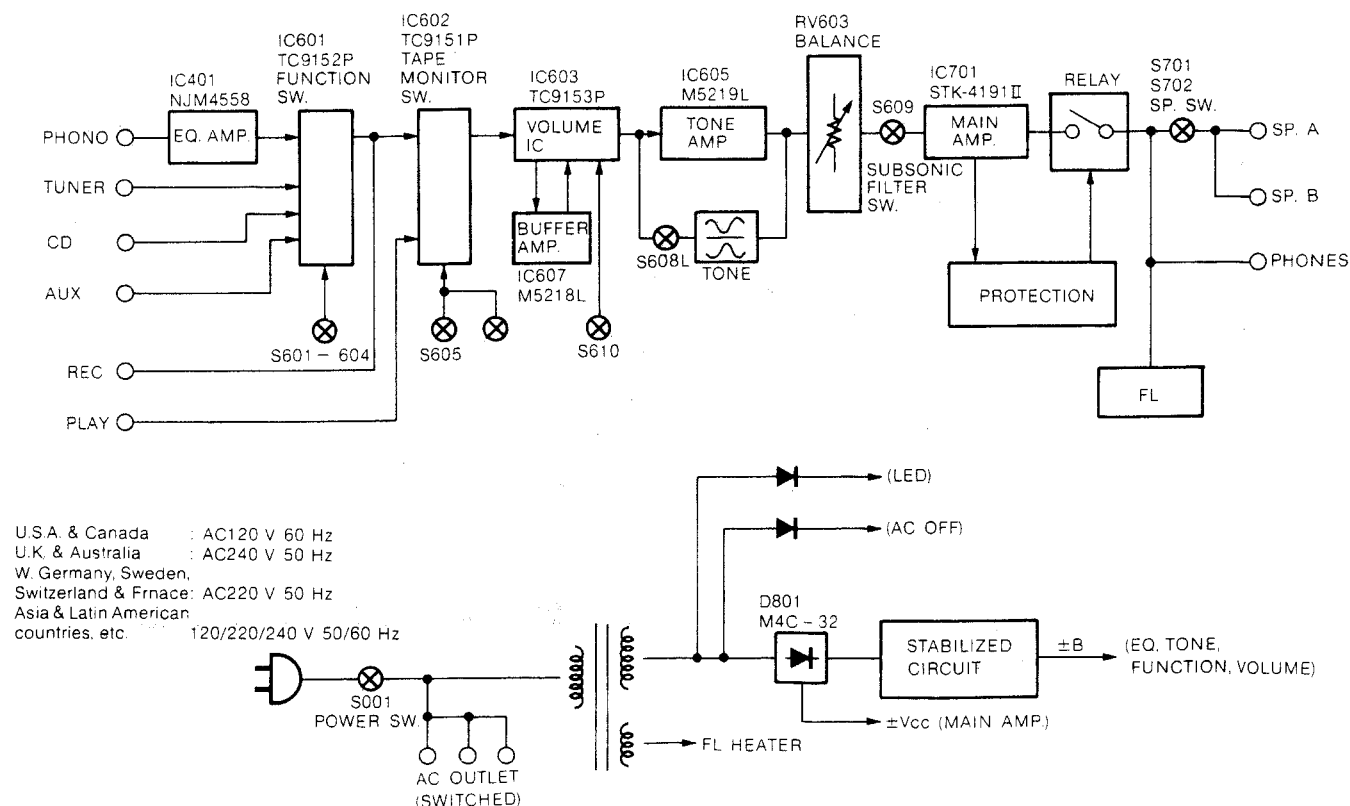 IC601
TC9152P
FUNCTION
SW.
IC602
TC9151P
TAPE
MONITOR
SW.
RV603
BALANCE
IC401
NJM4558
IC603
TC9153P
IC605
M5219L
IC701
STK-4191II
RELAY
S701
S702
SP. SW.
S609
PHONO
EQ. AMP.
VOLUME
IC
TONE
AMP
MAIN
AMP.
SP. A
SUBSONIC
FILTER
SW.
TUNER
SP. B
CD
BUFFER
AMP.
S608L
TONE
PHONES
IC607
M5218L
AUX
PROTECTION
S601 - 604
S605
S610
REC
FL
PLAY
(LED)
(AC OFF)
U.S.A. & Canada : AC120 V 60 Hz
U.K. & Australia : AC240 V 50 Hz
W. Germany, Sweden,
Switzerland & Frnace: AC220 V 50 Hz
Asia & Latin American
countries. etc. 120/220/240 V 50/60 Hz
D801
M4C - 32
STABILIZED
CIRCUIT
±B
(EQ. TONE,
FUNCTION, VOLUME)
S001
POWER SW.
±Vcc (MAIN AMP.)
FL HEATER
AC OUTLET
(SWITCHED)